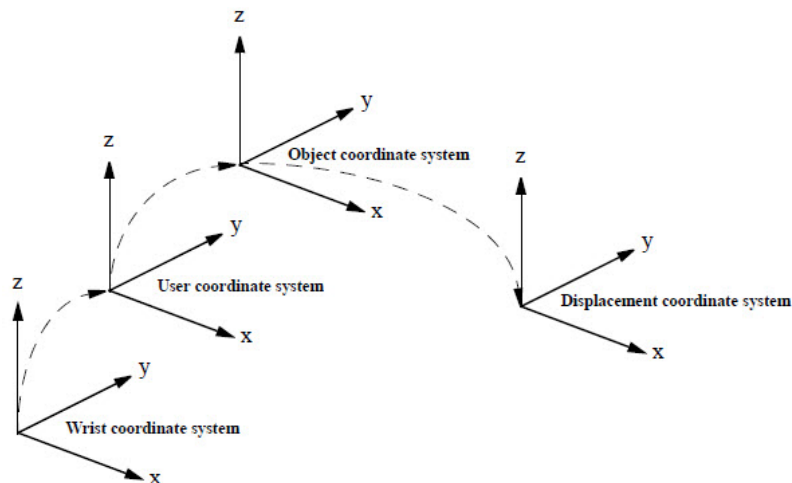 z
y
Object coordinate system
x
z
y
User coordinate system
x
z
y
Displacement coordinate system
x
z
y
Wrist coordinate system
x